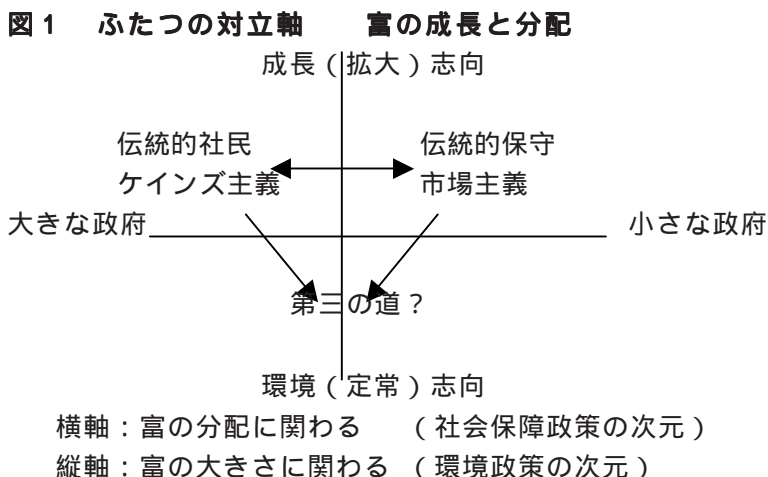 図1 ふたつの対立軸 富の成長と分配
成長(拡大)志向
伝統的社民 伝統的保守
ケインズ主義 市場主義
大きな政府 小さな政府
第三の道?
環境(定常)志向
横軸:富の分配に関わる (社会保障政策の次元)
縦軸:富の大きさに関わる (環境政策の次元)